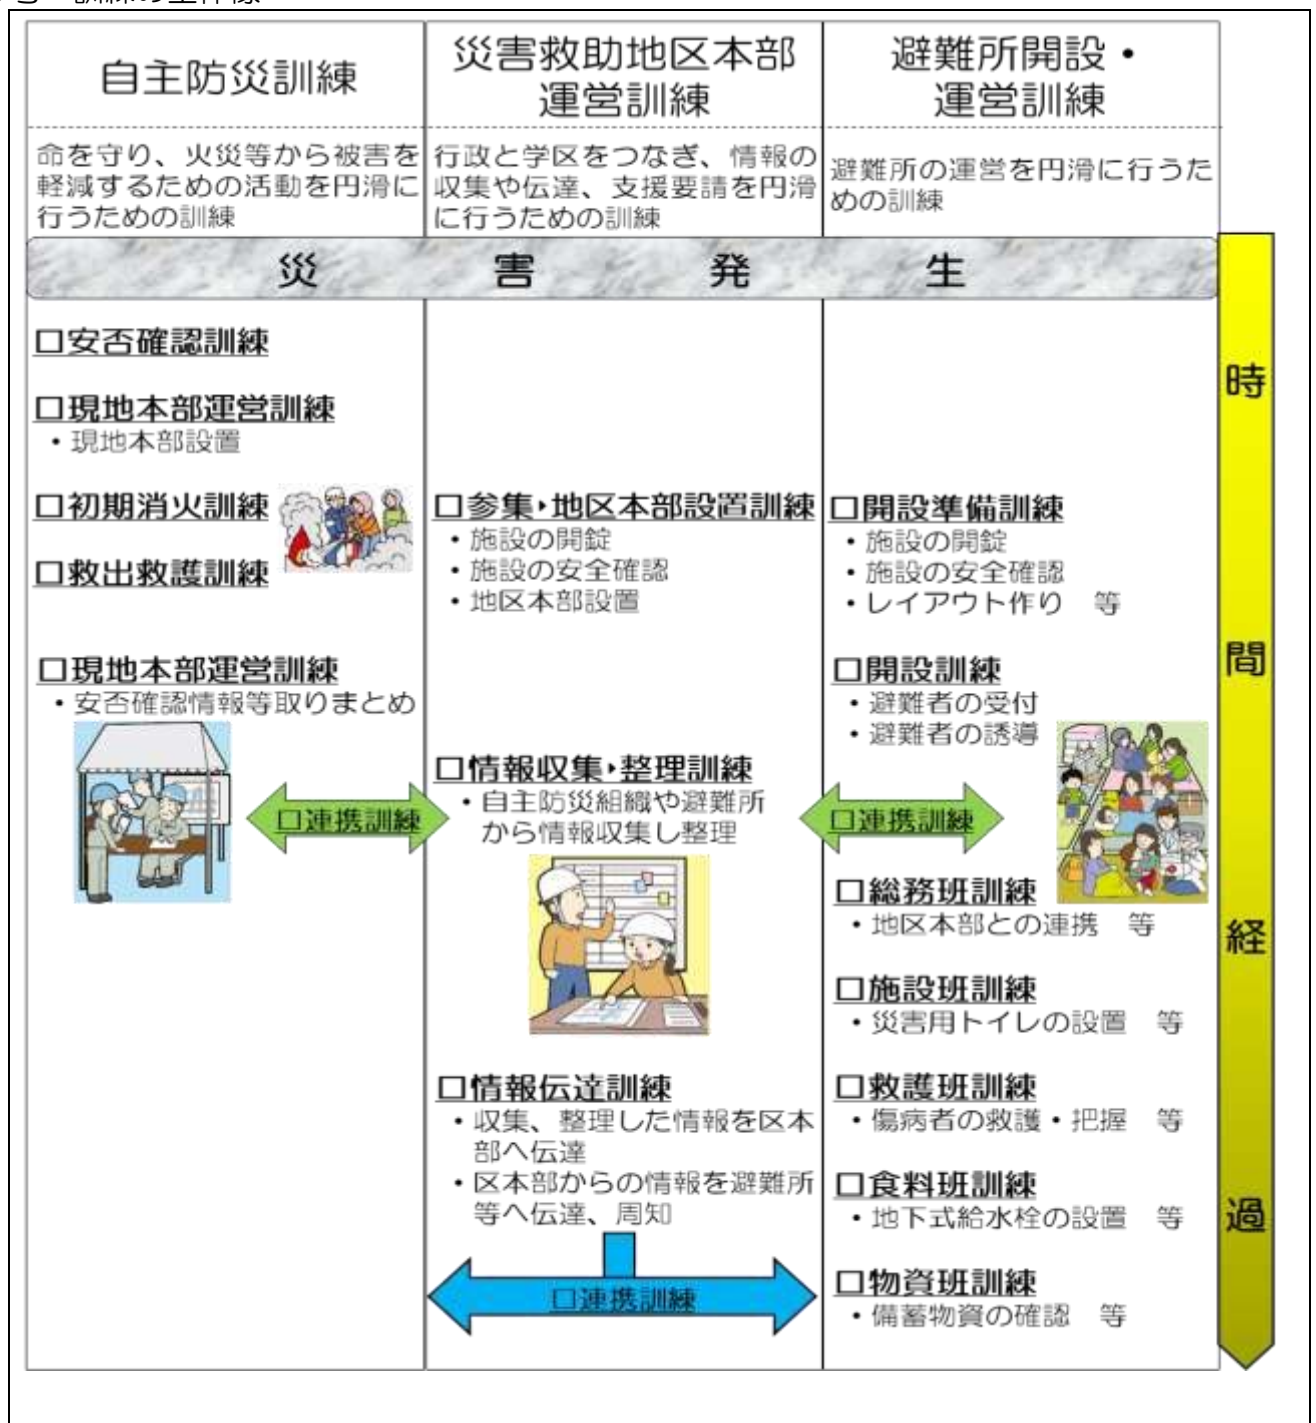 自主防災訓練
命を守り、火災等から被害を
軽減するための活動を円滑に
行うための訓練
災害救助地区本部
運営訓練
行政と学区をつなぎ、情報の
収集や伝達、支援要請を円滑
に行うための訓練
避難所開設・
運営訓練
避難所の運営を円滑に行うた
めの訓練
災害発生
時間経過
□安否確認訓練
□現地本部運営訓練
・現地本部設置
□初期消火訓練
□救出救護訓練
□現地本部運営訓練
・安否確認情報等取りまとめ
□連携訓練
□参集・地区本部設置訓練
・施設の開錠
・施設の安全確認
・地区本部設置
□情報収集・整理訓練
・自主防災組織や避難所
から情報収集し整理
□情報伝達訓練
・収集、整理した情報を区本
部へ伝達
・区本部からの情報を避難所
等へ伝達、周知
□連携訓練
□連携訓練
□開設準備訓練
・施設の開錠
・施設の安全確認
・レイアウト作り　等
□開設訓練
・避難者の受付
・避難者の誘導
□総務班訓練
・地区本部との連携　等
□施設班訓練
・災害用トイレの設置　等
□救護班訓練
・傷病者の救護・把握　等
□食料班訓練
・地下式給水栓の設置　等
□物資班訓練
・備蓄物資の確認　等